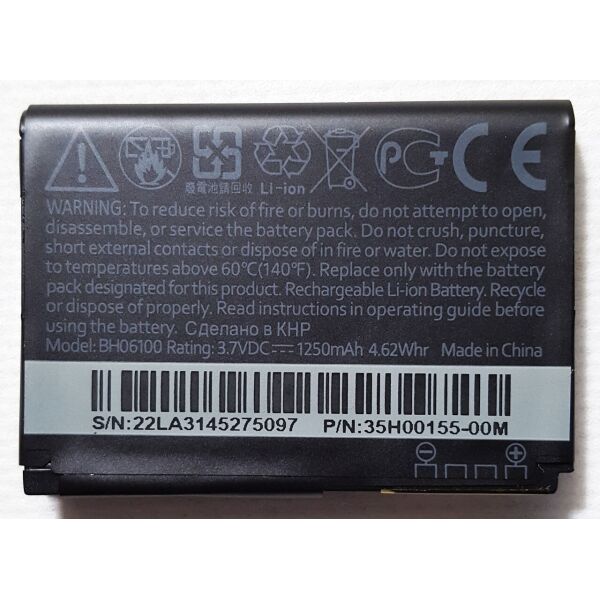 廢電池請回收 Li-ion
WARNING: To reduce risk of fire or burns, do not attempt to open,
disassemble, or service the battery pack. Do not crush, puncture,
short external contacts or dispose of in fire or water. Do not expose
to temperatures above 60℃(140℉). Replace only with the battery
pack designated for this product. Rechargeable Li-ion Battery. Recycle
or dispose of properly. Read instructions in operating guide before
using. Сделано в КНР
Model: BH06100 Rating: 3.7VDC⎓1250mAh 4.62Whr Made in China
S/N:22LA3145275097 P/N:35H00155-00M